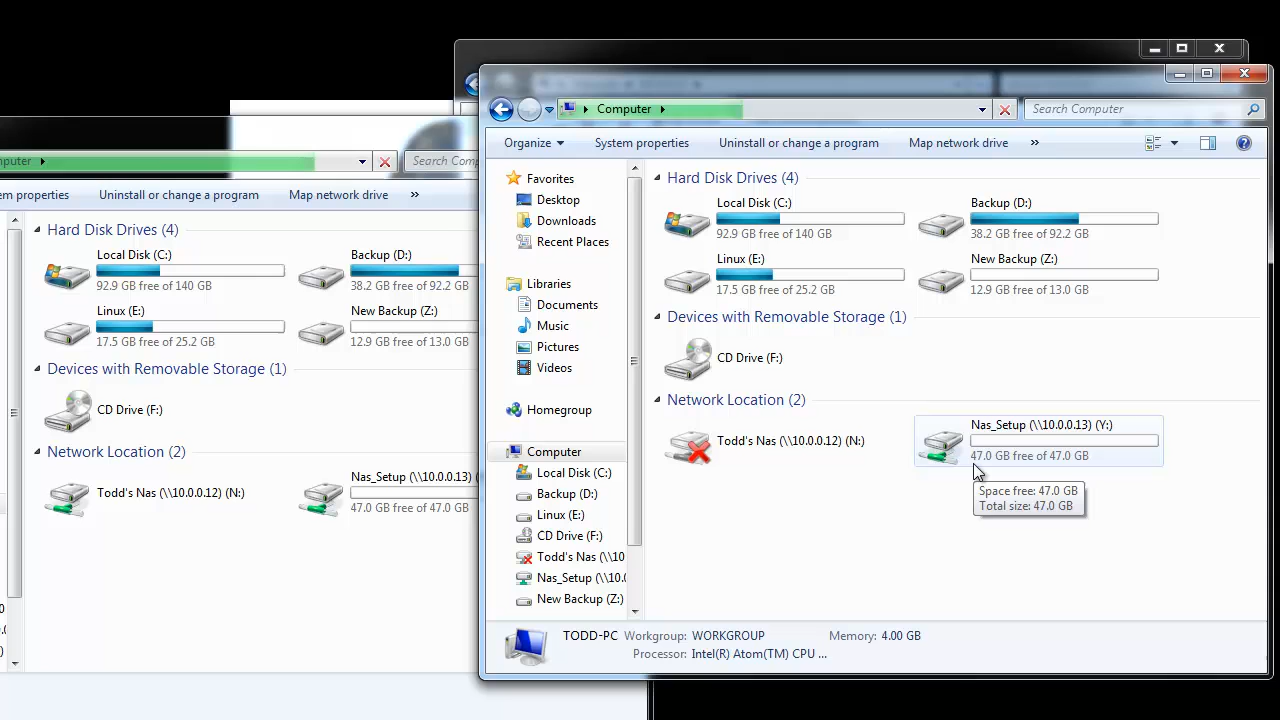 Computer
Search Computer
Organize
System properties
Uninstall or change a program
Map network drive
»
Favorites
Desktop
Downloads
Recent Places
Libraries
Documents
Music
Pictures
Videos
Homegroup
Computer
Local Disk (C:)
Backup (D:)
Linux (E:)
CD Drive (F:)
Todd's Nas (\\10
Nas_Setup (\\10.0
New Backup (Z:)
Hard Disk Drives (4)
Local Disk (C:)
92.9 GB free of 140 GB
Backup (D:)
38.2 GB free of 92.2 GB
Linux (E:)
17.5 GB free of 25.2 GB
New Backup (Z:)
12.9 GB free of 13.0 GB
Devices with Removable Storage (1)
CD Drive (F:)
Network Location (2)
Todd's Nas (\\10.0.0.12) (N:)
Nas_Setup (\\10.0.0.13) (Y:)
47.0 GB free of 47.0 GB
Space free: 47.0 GB
Total size: 47.0 GB
TODD-PC
Workgroup: WORKGROUP
Memory: 4.00 GB
Processor: Intel(R) Atom(TM) CPU ...
mputer
Search Comp
em properties
Uninstall or change a program
Map network drive
»
Hard Disk Drives (4)
Local Disk (C:)
92.9 GB free of 140 GB
Backup (D:)
38.2 GB free of 92.2 GB
Linux (E:)
17.5 GB free of 25.2 GB
New Backup (Z:)
12.9 GB free of 13.0 GB
Devices with Removable Storage (1)
CD Drive (F:)
Network Location (2)
Todd's Nas (\\10.0.0.12) (N:)
Nas_Setup (\\10.0.0.13) (
47.0 GB free of 47.0 GB